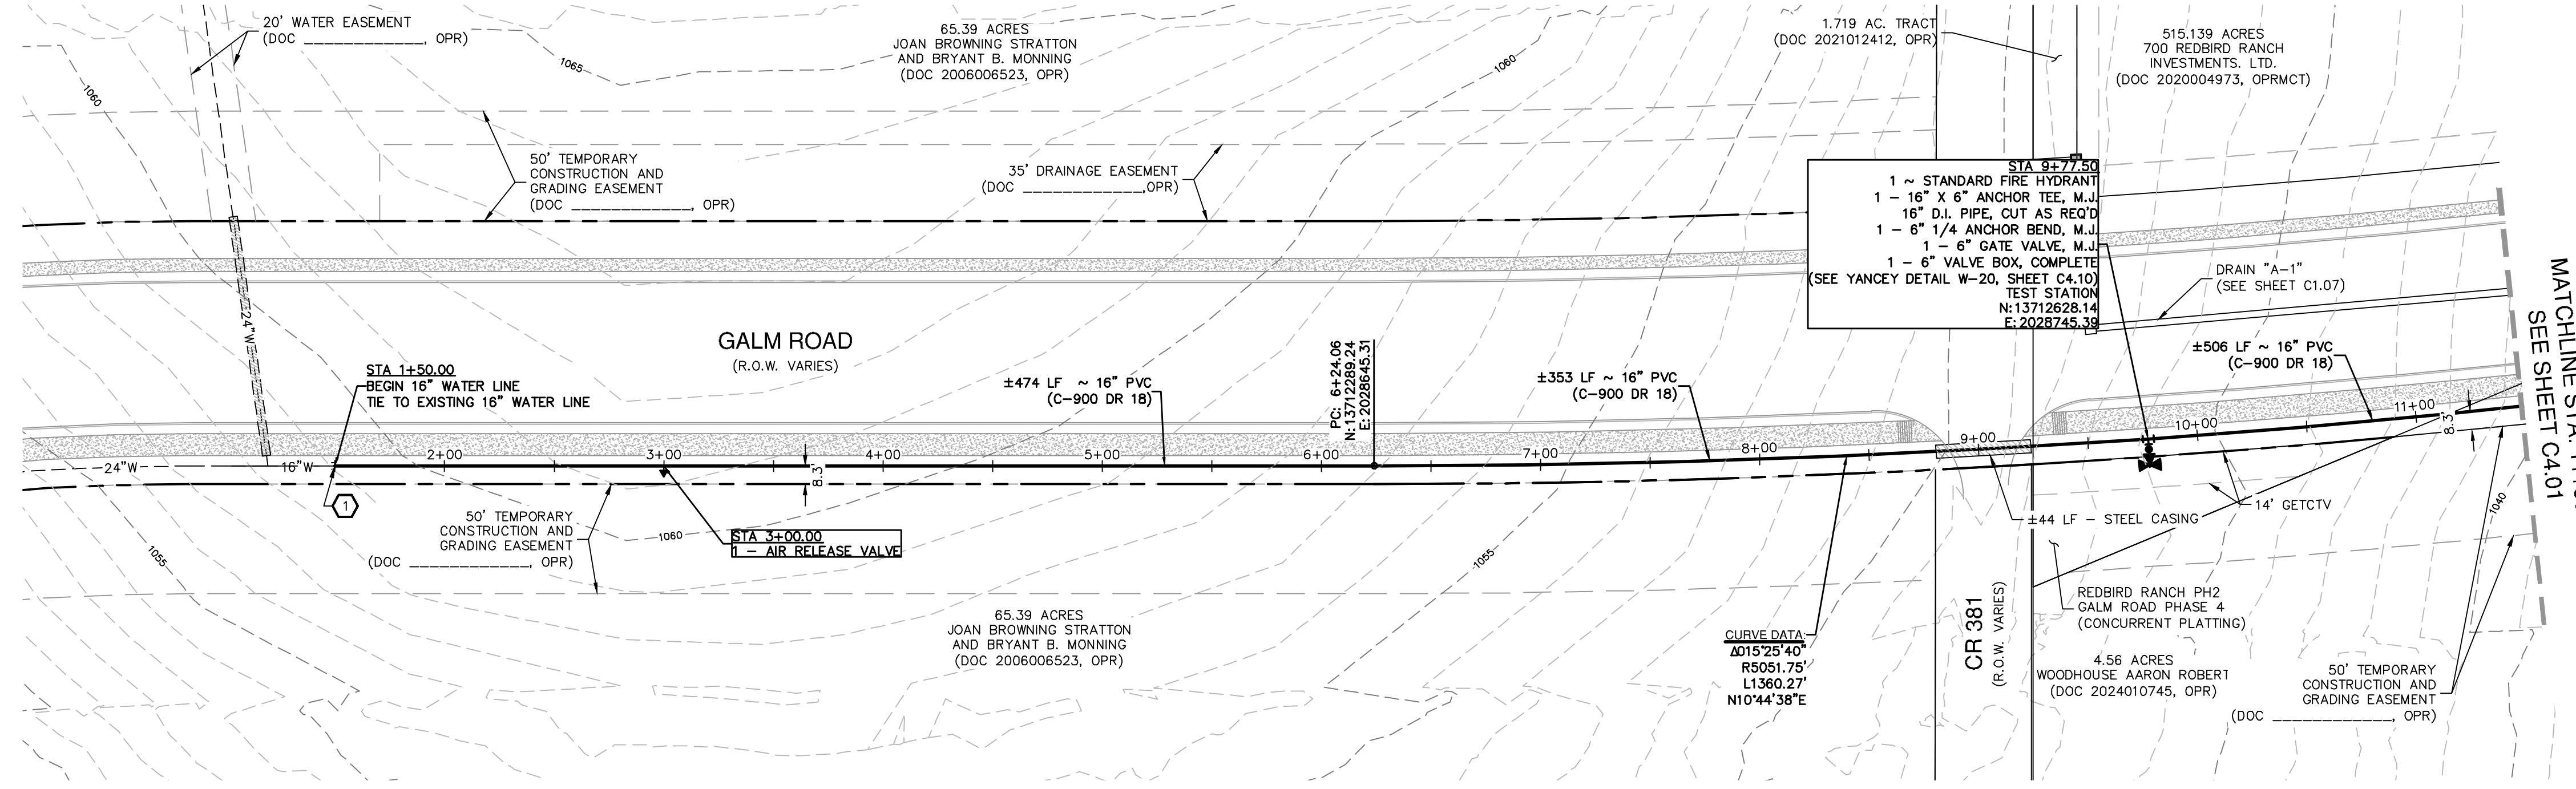 20' WATER EASEMENT
(DOC _____________, OPR)
65.39 ACRES
JOAN BROWNING STRATTON
AND BRYANT B. MONNING
(DOC 2006006523, OPR)
1.719 AC. TRACT
(DOC 2021012412, OPR)
515.139 ACRES
700 REDBIRD RANCH
INVESTMENTS. LTD.
(DOC 2020004973, OPRMCT)
1060
1065
1060
50' TEMPORARY
CONSTRUCTION AND
GRADING EASEMENT
(DOC _____________, OPR)
35' DRAINAGE EASEMENT
(DOC _____________,OPR)
STA 9+77.50
1 ~ STANDARD FIRE HYDRANT
1 – 16" X 6" ANCHOR TEE, M.J.
16" D.I. PIPE, CUT AS REQ'D
1 – 6" 1/4 ANCHOR BEND, M.J.
1 – 6" GATE VALVE, M.J.
1 – 6" VALVE BOX, COMPLETE
(SEE YANCEY DETAIL W-20, SHEET C4.10)
TEST STATION
N:13712628.14
E:2028745.39
DRAIN "A-1"
(SEE SHEET C1.07)
MATCHLINE STA.
SEE SHEET C4.01
24"W
GALM ROAD
(R.O.W. VARIES)
STA 1+50.00
BEGIN 16" WATER LINE
TIE TO EXISTING 16" WATER LINE
±474 LF ~ 16" PVC
(C-900 DR 18)
PC: 6+24.06
N:13712289.24
E:2028645.31
±353 LF ~ 16" PVC
(C-900 DR 18)
±506 LF ~ 16" PVC
(C-900 DR 18)
24"W
16"W
2+00
3+00
4+00
5+00
6+00
7+00
8+00
9+00
10+00
11+00
8.3'
8.3'
1
50' TEMPORARY
CONSTRUCTION AND
GRADING EASEMENT
(DOC _____________, OPR)
1060
STA 3+00.00
1 – AIR RELEASE VALVE
1055
1055
1040
14' GETCTV
±44 LF – STEEL CASING
65.39 ACRES
JOAN BROWNING STRATTON
AND BRYANT B. MONNING
(DOC 2006006523, OPR)
CURVE DATA:
Δ015°25'40"
R5051.75'
L1360.27'
N10°44'38"E
CR 381
(R.O.W. VARIES)
REDBIRD RANCH PH2
GALM ROAD PHASE 4
(CONCURRENT PLATTING)
4.56 ACRES
WOODHOUSE AARON ROBERT
(DOC 2024010745, OPR)
50' TEMPORARY
CONSTRUCTION AND
GRADING EASEMENT
(DOC _____________, OPR)